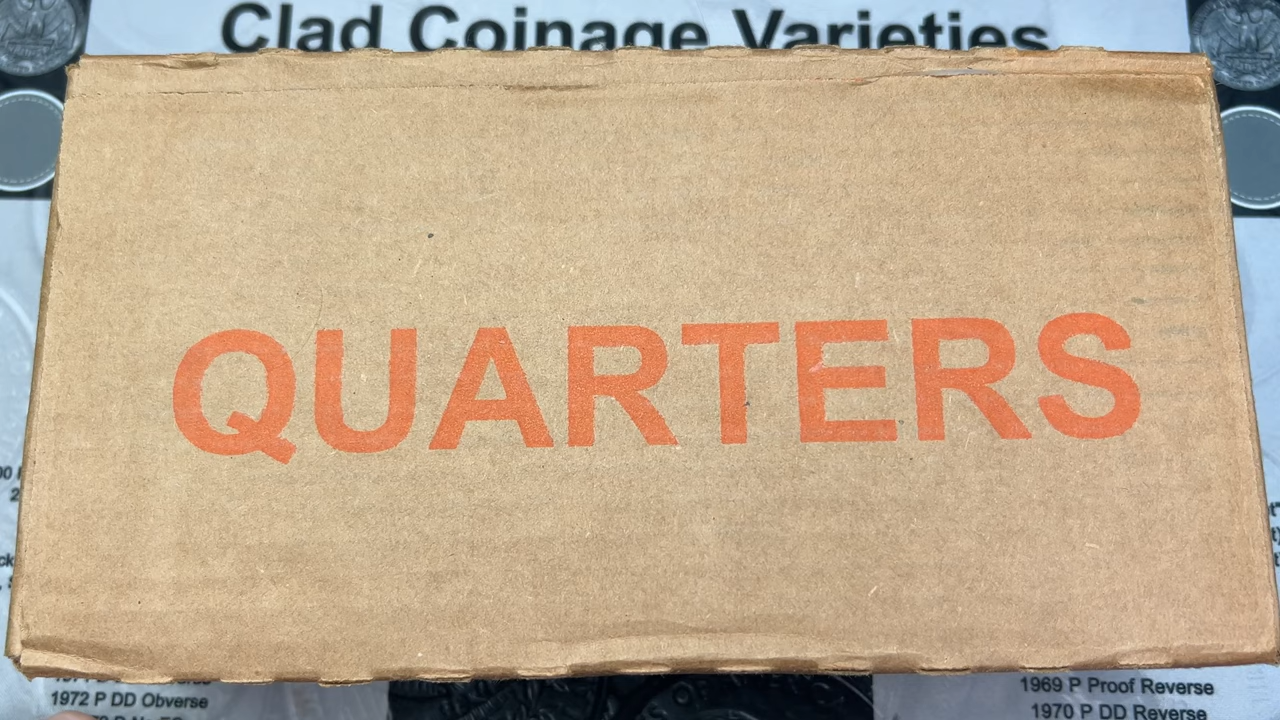 Clad Coinage Varieties
QUARTERS
1972 P DD Obverse
1969 P Proof Reverse
1970 P DD Reverse